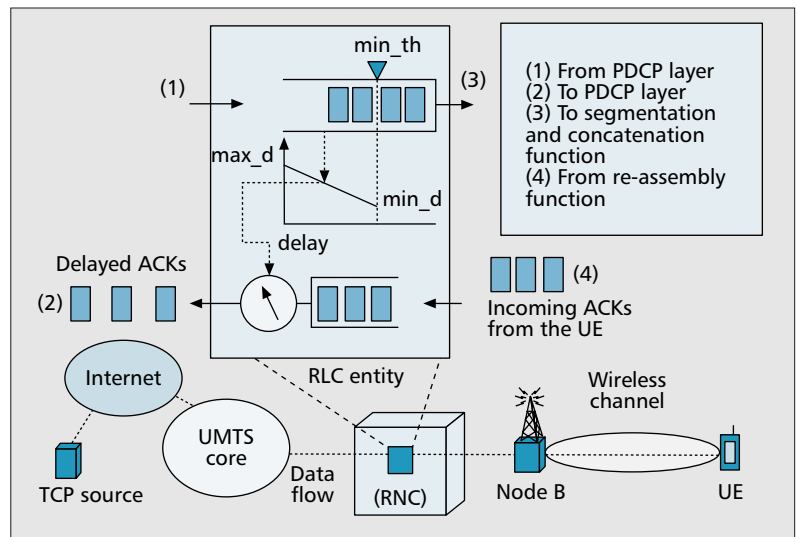 min_th
(1)
(3)
max_d
min_d
delay
Delayed ACKs
(2)
(4)
Incoming ACKs
from the UE
RLC entity
(1) From PDCP layer
(2) To PDCP layer
(3) To segmentation
and concatenation
function
(4) From re-assembly
function
Internet
UMTS
core
TCP source
Data
flow
(RNC)
Wireless
channel
Node B
UE